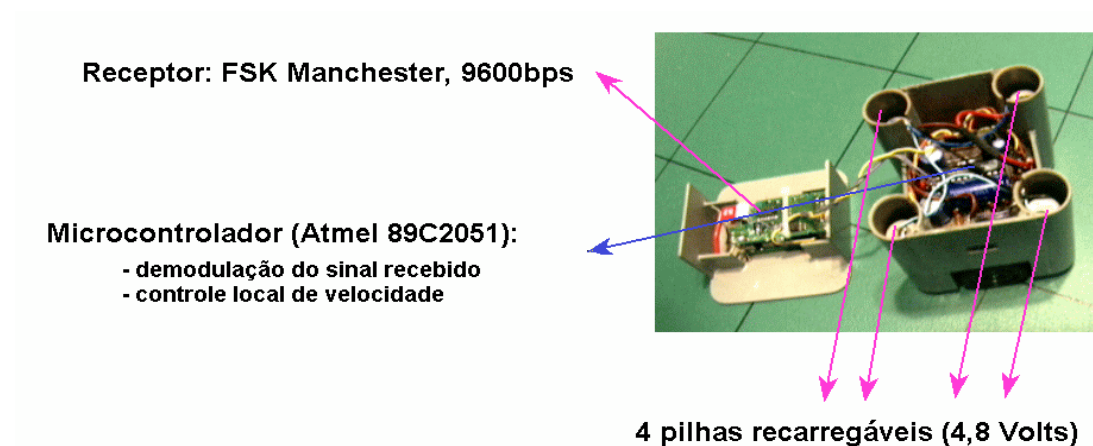 Receptor: FSK Manchester, 9600bps
Microcontrolador (Atmel 89C2051):
- demodulação do sinal recebido
- controle local de velocidade
4 pilhas recarregáveis (4,8 Volts)